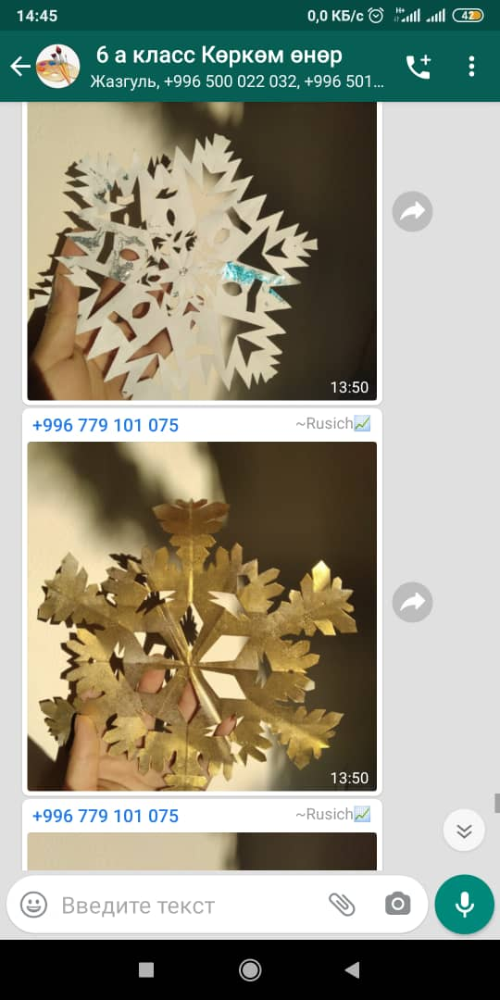 14:45
0,0 КБ/с
H+
42
6 а класс Көркөм өнөр
Жазгуль, +996 500 022 032, +996 501...
13:50
+996 779 101 075
~Rusich
13:50
+996 779 101 075
~Rusich
Введите текст